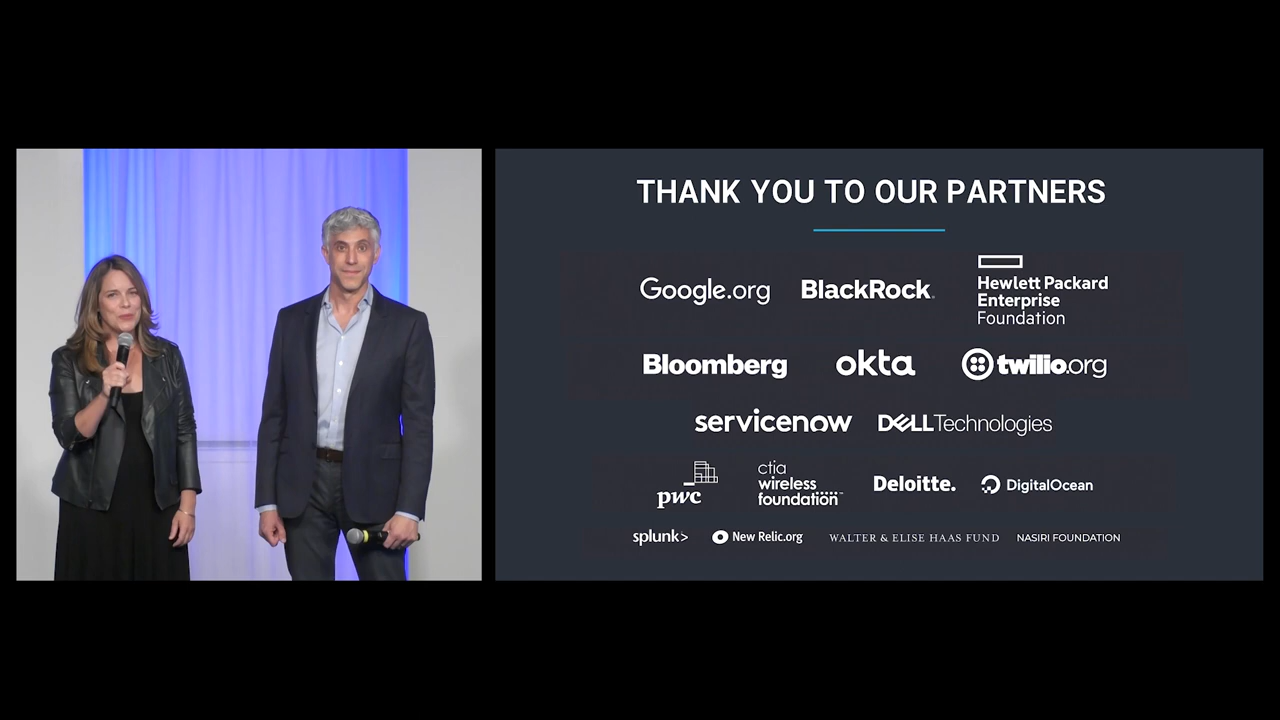 THANK YOU TO OUR PARTNERS
Google.org BlackRock.
Hewlett Packard
Enterprise
Foundation
Bloomberg okta twilio.org
servicenow DELLTechnologies
pwc
ctia
wireless
foundation™
Deloitte. DigitalOcean
splunk> New Relic.org WALTER & ELISE HAAS FUND NASIRI FOUNDATION